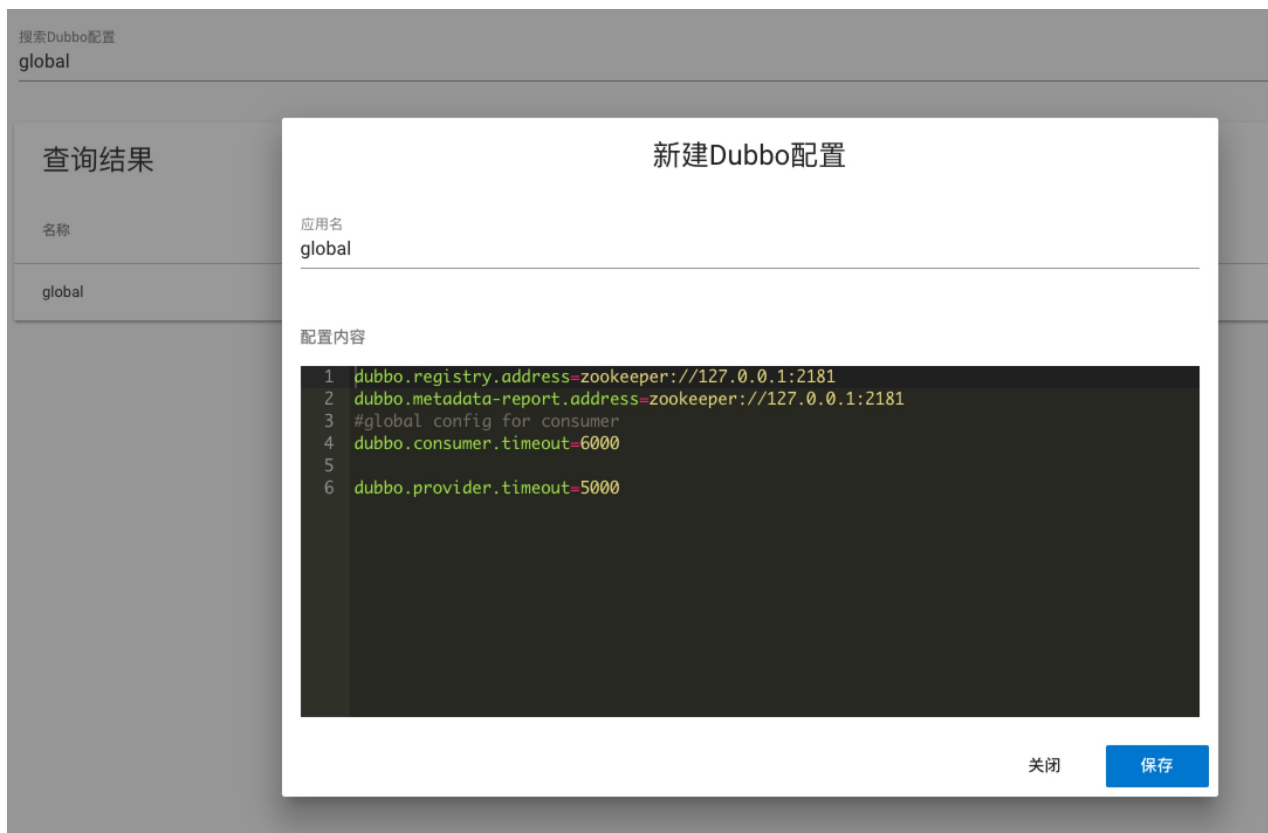 搜索Dubbo配置
global
查询结果
名称
global
新建Dubbo配置
应用名
global
配置内容
1 dubbo.registry.address=zookeeper://127.0.0.1:2181
2 dubbo.metadata-report.address=zookeeper://127.0.0.1:2181
3 #global config for consumer
4 dubbo.consumer.timeout=6000
5
6 dubbo.provider.timeout=5000
关闭 保存